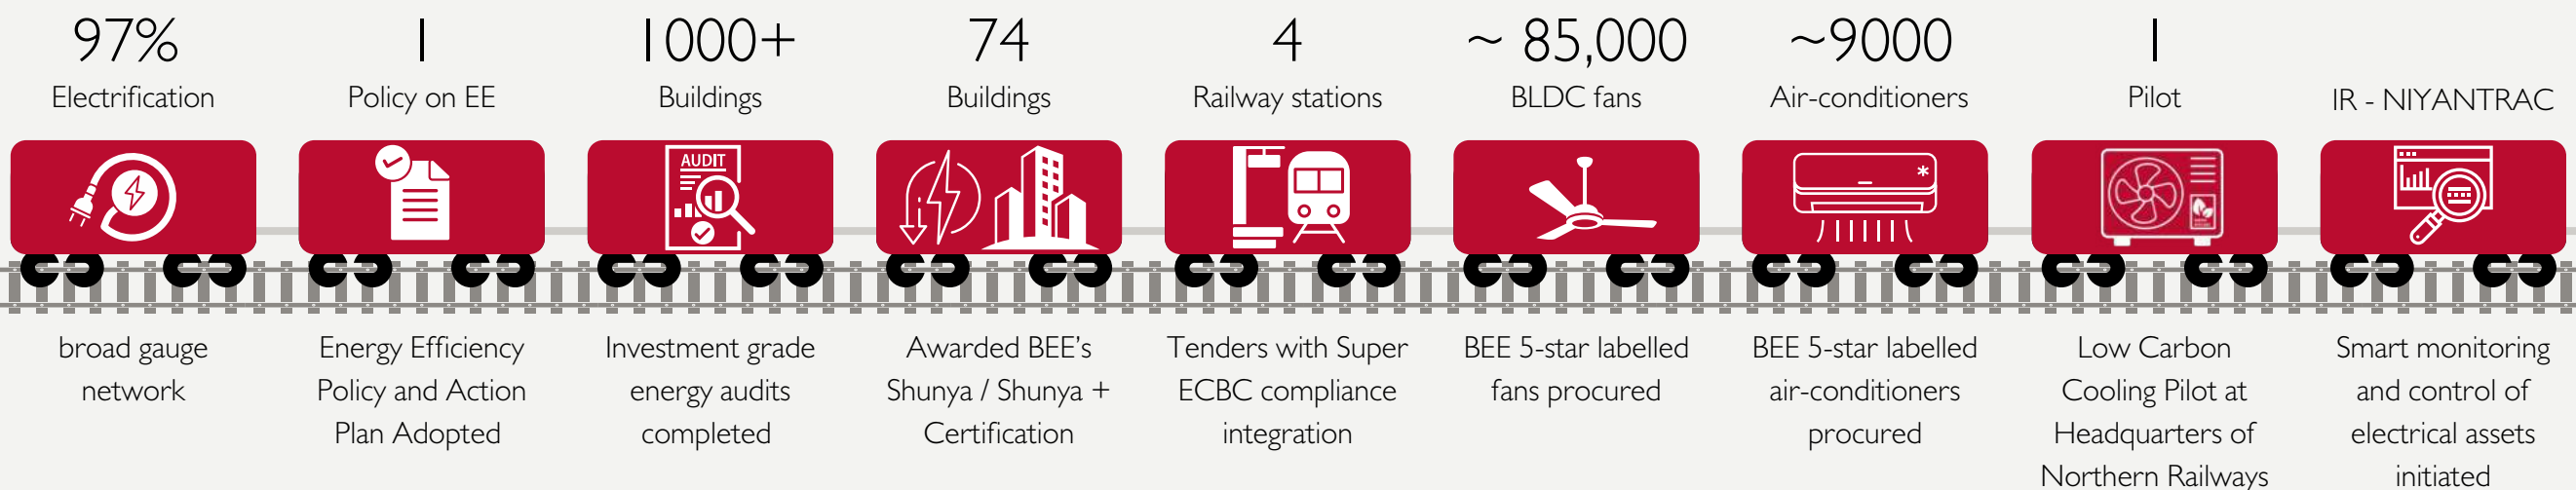 97%
Electrification
broad gauge
network
1
Policy on EE
Energy Efficiency
Policy and Action
Plan Adopted
1000+
Buildings
AUDIT
Investment grade
energy audits
completed
74
Buildings
Awarded BEE's
Shunya / Shunya +
Certification
4
Railway stations
Tenders with Super
ECBC compliance
integration
~ 85,000
BLDC fans
BEE 5-star labelled
fans procured
~9000
Air-conditioners
BEE 5-star labelled
air-conditioners
procured
1
Pilot
Low Carbon
Cooling Pilot at
Headquarters of
Northern Railways
IR - NIYANTRAC
Smart monitoring
and control of
electrical assets
initiated